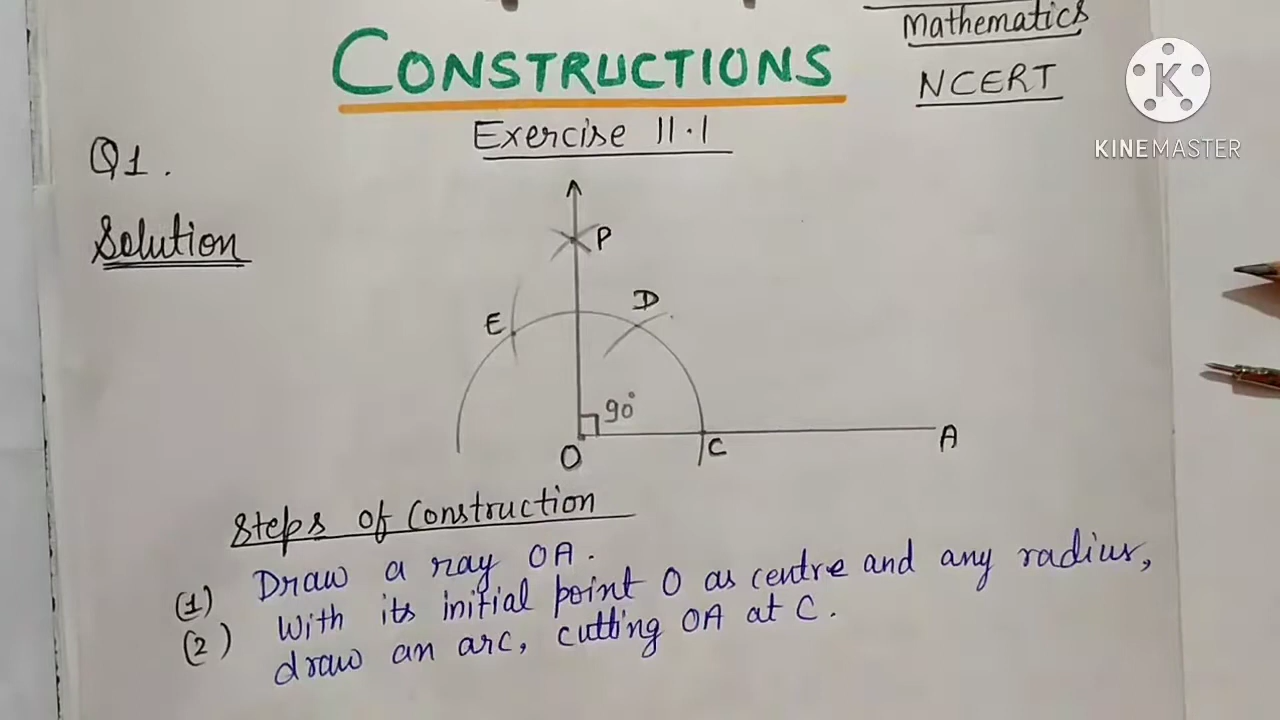 Mathematics
CONSTRUCTIONS
NCERT
K
KINEMASTER
Exercise 11.1
Q1.
Solution
P
E
D
90°
O
C
A
Steps of Construction
(1) Draw a ray OA.
(2) With its initial point O as centre and any radius,
draw an arc, cutting OA at C.